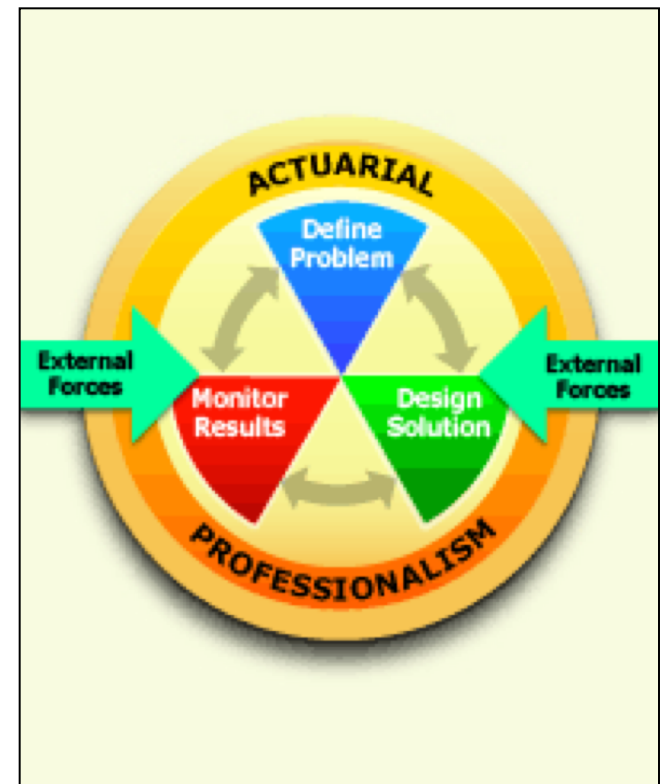 ACTUARIAL
Define
Problem
External
Forces
External
Forces
Monitor
Results
Design
Solution
PROFESSIONALISM